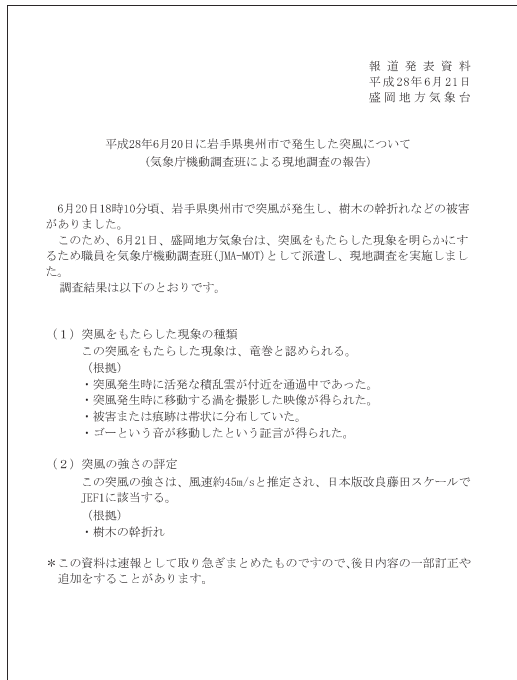 報道発表資料
平成28年6月21日
盛岡地方気象台
平成28年6月20日に岩手県奥州市で発生した突風について
(気象庁機動調査班による現地調査の報告)
6月20日18時10分頃、岩手県奥州市で突風が発生し、樹木の幹折れなどの被害
がありました。
このため、6月21日、盛岡地方気象台は、突風をもたらした現象を明らかにす
るため職員を気象庁機動調査班(JMA-MOT)として派遣し、現地調査を実施しまし
た。
調査結果は以下のとおりです。
(1)突風をもたらした現象の種類
この突風をもたらした現象は、竜巻と認められる。
(根拠)
・突風発生時に活発な積乱雲が付近を通過中であった。
・突風発生時に移動する渦を撮影した映像が得られた。
・被害または痕跡は帯状に分布していた。
・ゴーという音が移動したという証言が得られた。
(2)突風の強さの評定
この突風の強さは、風速約45m/sと推定され、日本版改良藤田スケールで
JEF1に該当する。
(根拠)
・樹木の幹折れ
*この資料は速報として取り急ぎまとめたものですので、後日内容の一部訂正や
追加をすることがあります。